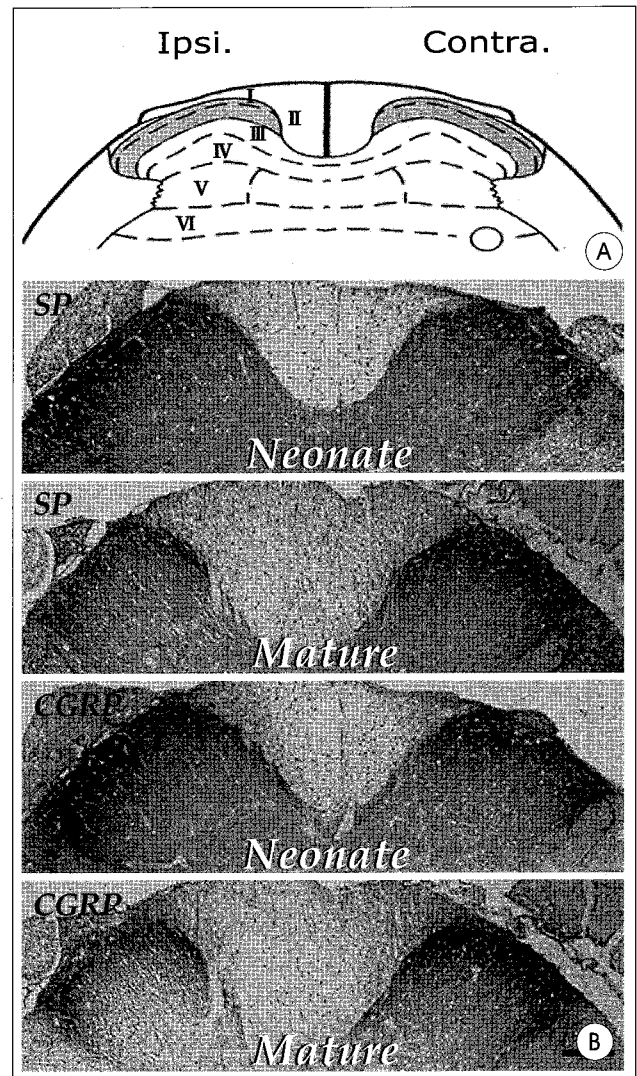 Ipsi. Contra.
I
II
III
IV
V
VI
A
SP
Neonate
SP
Mature
CGRP
Neonate
CGRP
Mature
B